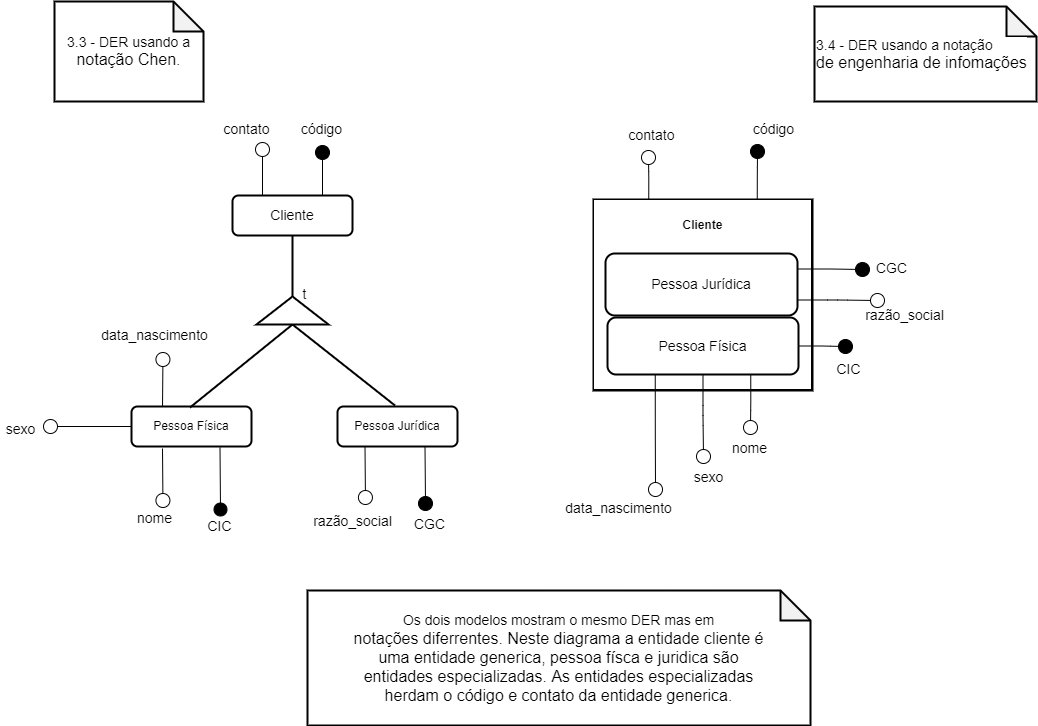 3.3 - DER usando a
notação Chen.
3.4 - DER usando a notação
de engenharia de infomações
contato
código
Cliente
t
data_nascimento
sexo
Pessoa Física
Pessoa Jurídica
nome
CIC
razão_social
CGC
contato
código
Cliente
Pessoa Jurídica
CGC
razão_social
Pessoa Física
CIC
nome
sexo
data_nascimento
Os dois modelos mostram o mesmo DER mas em
notações diferrentes. Neste diagrama a entidade cliente é
uma entidade generica, pessoa físca e juridica são
entidades especializadas. As entidades especializadas
herdam o código e contato da entidade generica.